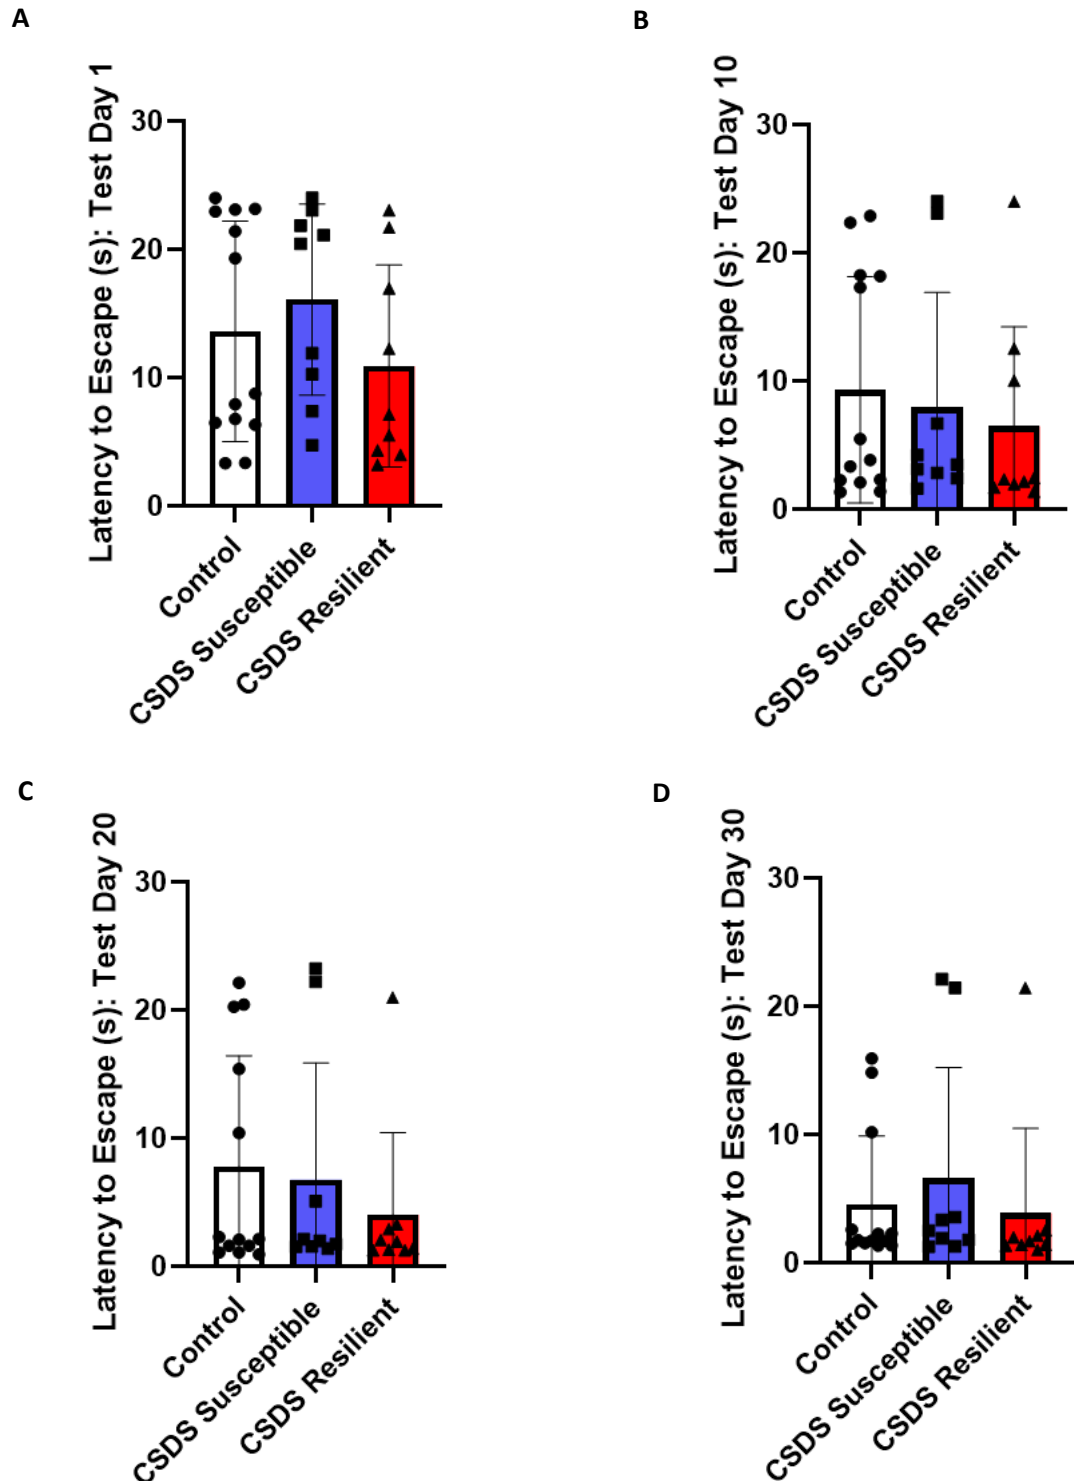 A
Latency to Escape (s): Test Day 1
30
20
10
0
Control
CSDS Susceptible
CSDS Resilient
B
Latency to Escape (s): Test Day 10
30
20
10
0
Control
CSDS Susceptible
CSDS Resilient
C
Latency to Escape (s): Test Day 20
30
20
10
0
Control
CSDS Susceptible
CSDS Resilient
D
Latency to Escape (s): Test Day 30
30
20
10
0
Control
CSDS Susceptible
CSDS Resilient